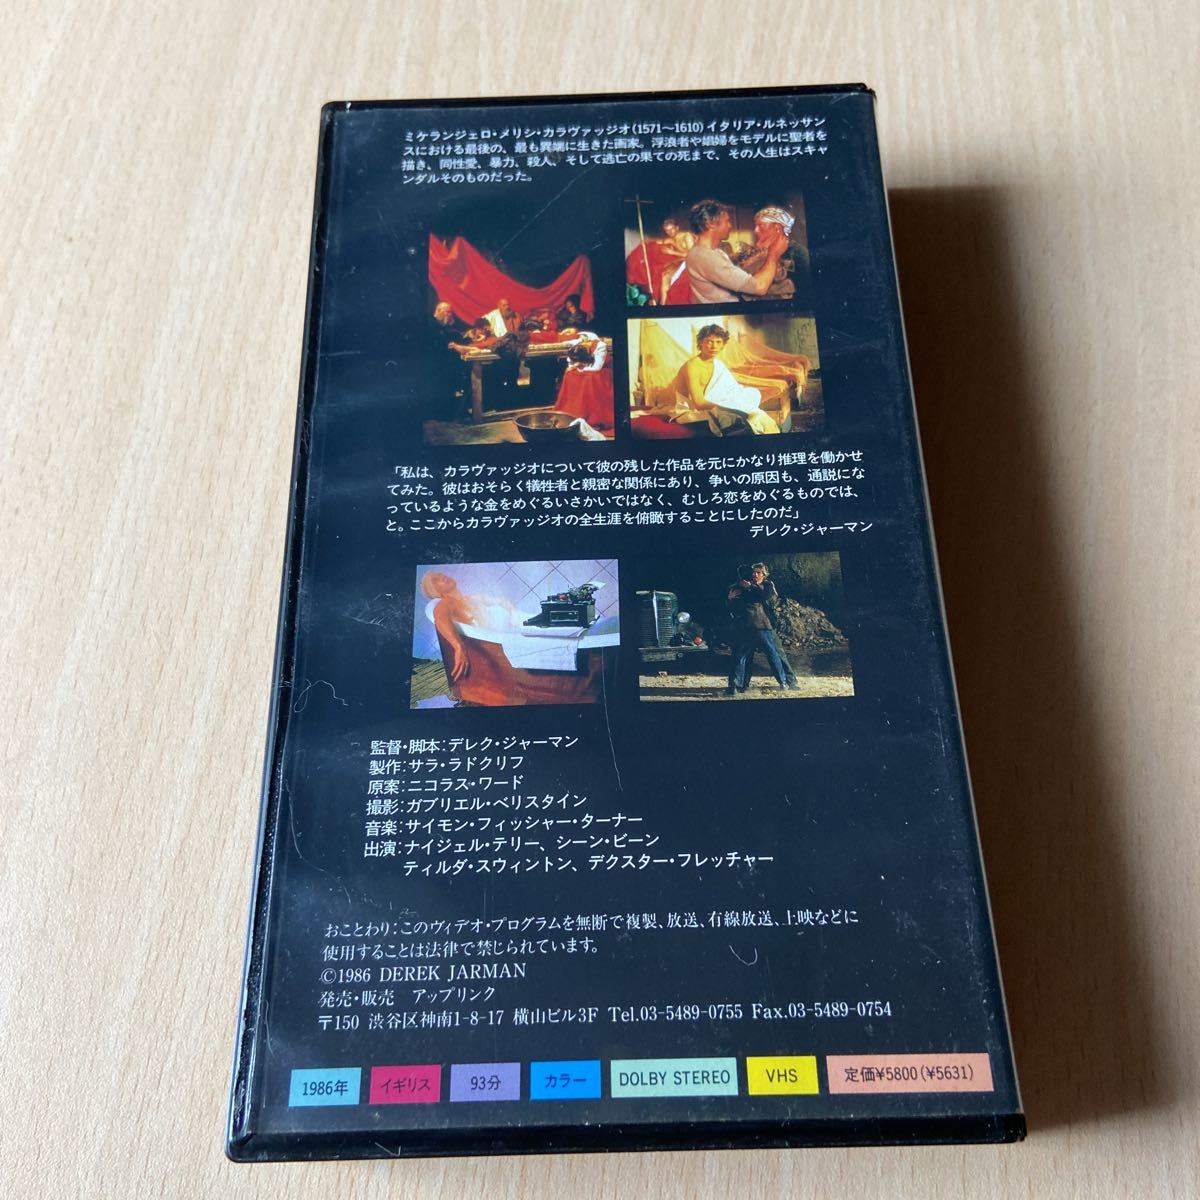 ミケランジェロ・メリシ・カラヴァッジオ(1571〜1610)イタリア・ルネッサン
スにおける最後の、最も異端に生きた画家。浮浪者や娼婦をモデルに聖者を
描き、同性愛、暴力、殺人、そして逃亡の果ての死まで、その人生はスキャ
ンダルそのものだった。
「私は、カラヴァッジオについて彼の残した作品を元にかなり推理を働かせ
てみた。彼はおそらく犠牲者と親密な関係にあり、争いの原因も、通説にな
っているような金をめぐるいさかいではなく、むしろ恋をめぐるものでは、
と。ここからカラヴァッジオの全生涯を俯瞰することにしたのだ」
デレク・ジャーマン
監督・脚本:デレク・ジャーマン
製作:サラ・ラドクリフ
原案:ニコラス・ワード
撮影:ガブリエル・ベリスタイン
音楽:サイモン・フィッシャー・ターナー
出演:ナイジェル・テリー、シーン・ビーン
ティルダ・スウィントン、デクスター・フレッチャー
おことわり:このヴィデオ・プログラムを無断で複製、放送、有線放送、上映などに
使用することは法律で禁じられています。
©1986 DEREK JARMAN
発売・販売 アップリンク
〒150 渋谷区神南1-8-17 横山ビル3F Tel.03-5489-0755 Fax.03-5489-0754
1986年 イギリス 93分 カラー DOLBY STEREO VHS 定価¥5800(¥5631)